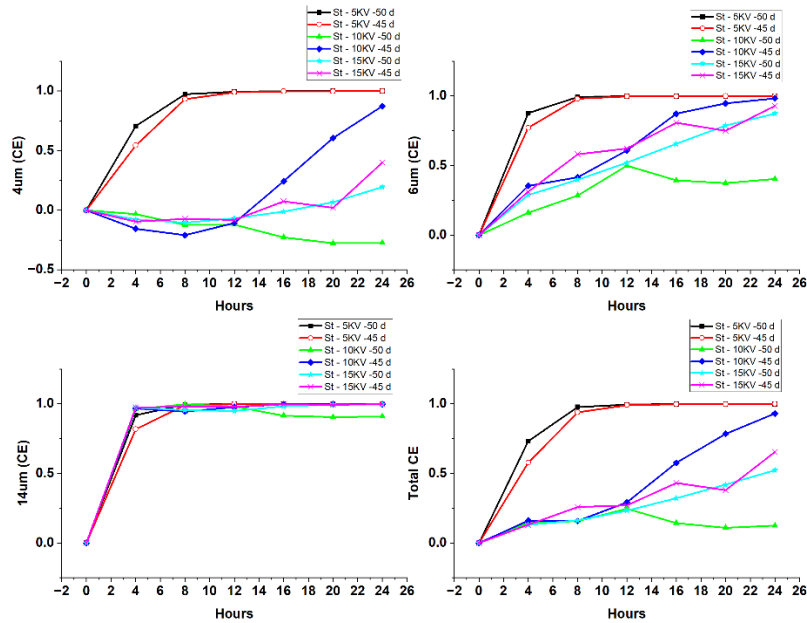 St - 5KV -50 d
St - 5KV -45 d
St - 10KV -50 d
St - 10KV -45 d
St - 15KV -50 d
St - 15KV -45 d
1.0
0.5
0.0
−0.5
4um (CE)
−2 0 2 4 6 8 10 12 14 16 18 20 22 24 26
Hours
St - 5KV -50 d
St - 5KV -45 d
St - 10KV -50 d
St - 10KV -45 d
St - 15KV -50 d
St - 15KV -45 d
1.0
0.5
0.0
6um (CE)
−2 0 2 4 6 8 10 12 14 16 18 20 22 24 26
Hours
St - 5KV -50 d
St - 5KV -45 d
St - 10KV -50 d
St - 10KV -45 d
St - 15KV -50 d
St - 15KV -45 d
1.0
0.5
0.0
14um (CE)
−2 0 2 4 6 8 10 12 14 16 18 20 22 24 26
Hours
St - 5KV -50 d
St - 5KV -45 d
St - 10KV -50 d
St - 10KV -45 d
St - 15KV -50 d
St - 15KV -45 d
1.0
0.5
0.0
Total CE
−2 0 2 4 6 8 10 12 14 16 18 20 22 24 26
Hours